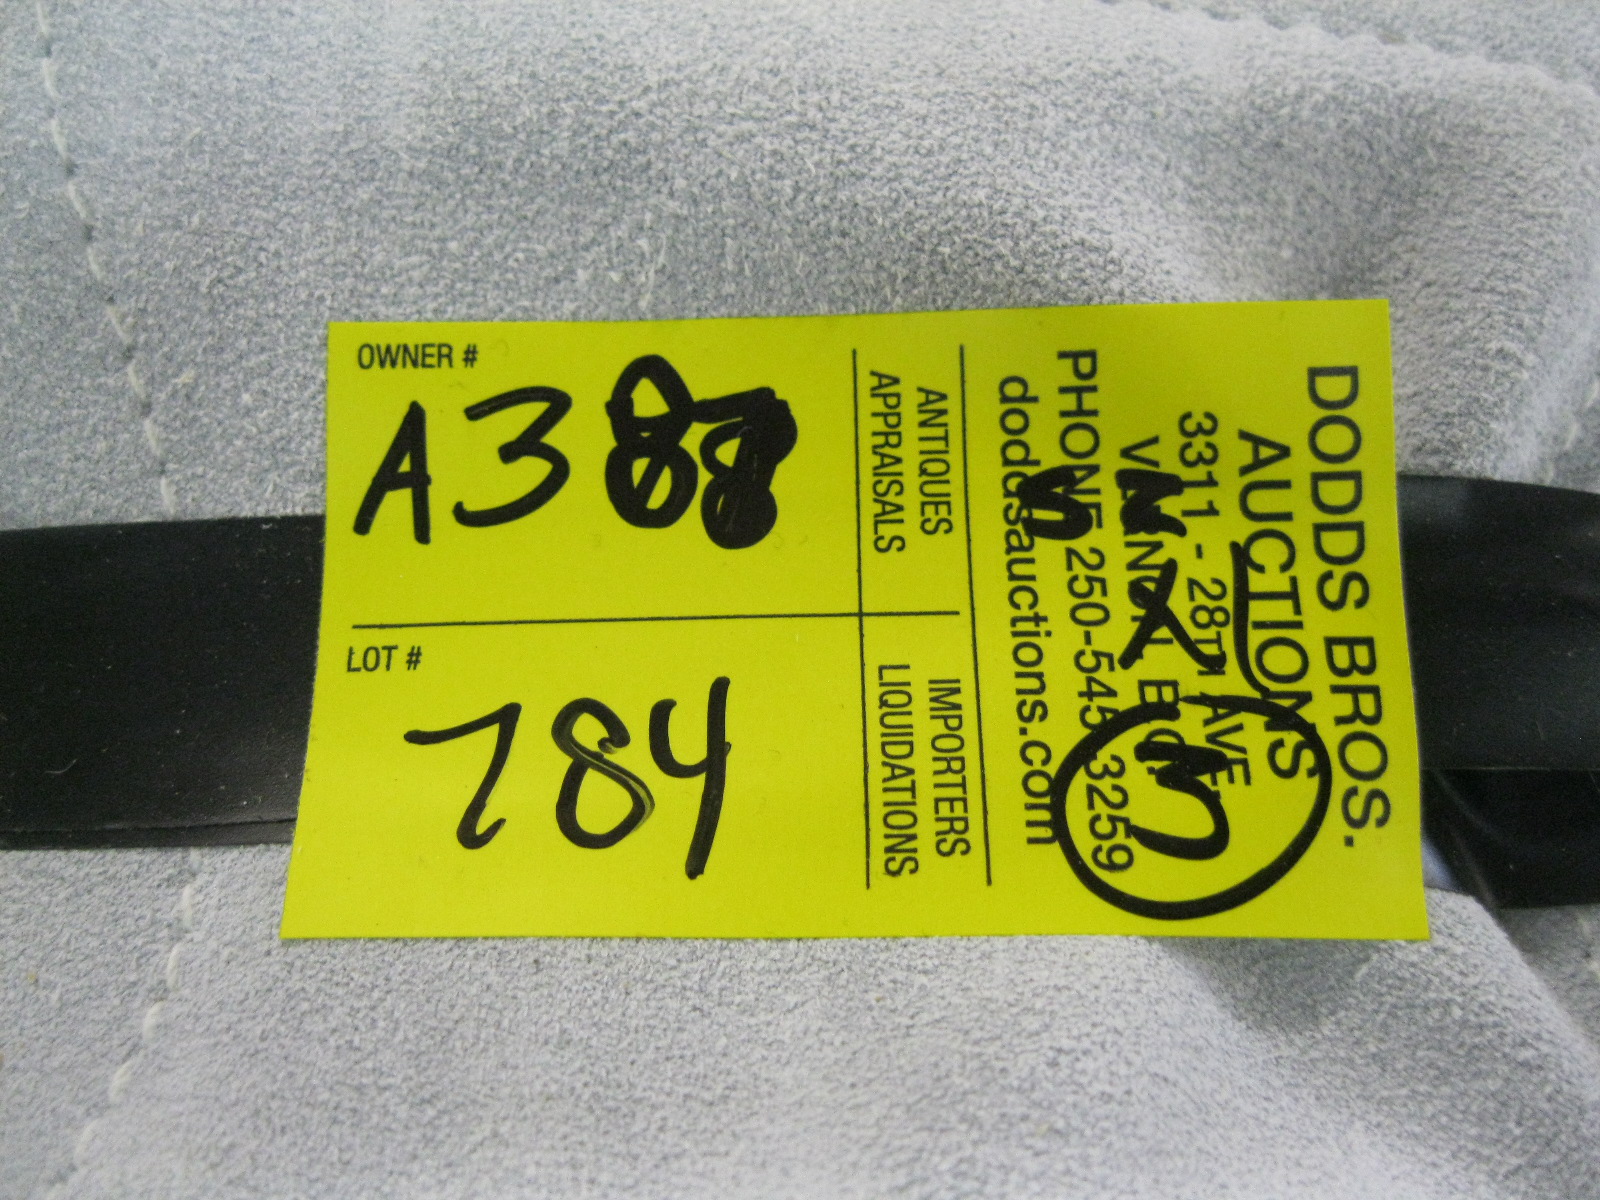 OWNER #
A388
LOT #
784
ANTIQUES
APPRAISALS
IMPORTERS
LIQUIDATIONS
DODDS BROS.
AUCTIONS
3311 - 28TH AVE.
PHONE 250-545-3259
doddsauctions.com
3